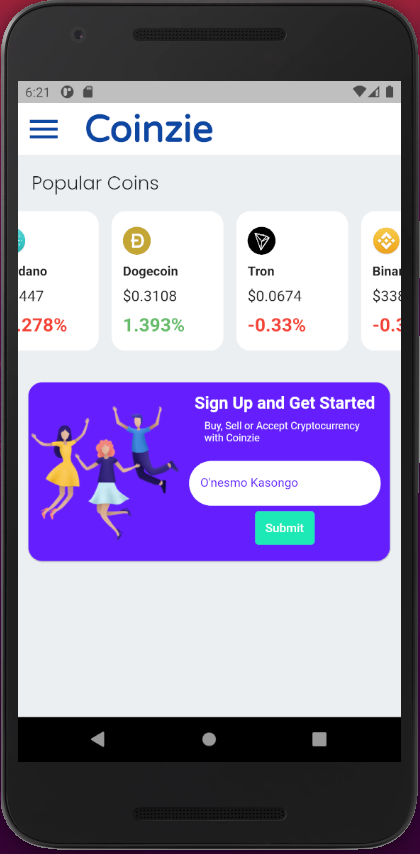 6:21
Coinzie
Popular Coins
dano Dogecoin Tron Binan
447 $0.3108 $0.0674 $338
.278% 1.393% -0.33% -0.3
Sign Up and Get Started
Buy, Sell or Accept Cryptocurrency
with Coinzie
O'nesmo Kasongo
Submit